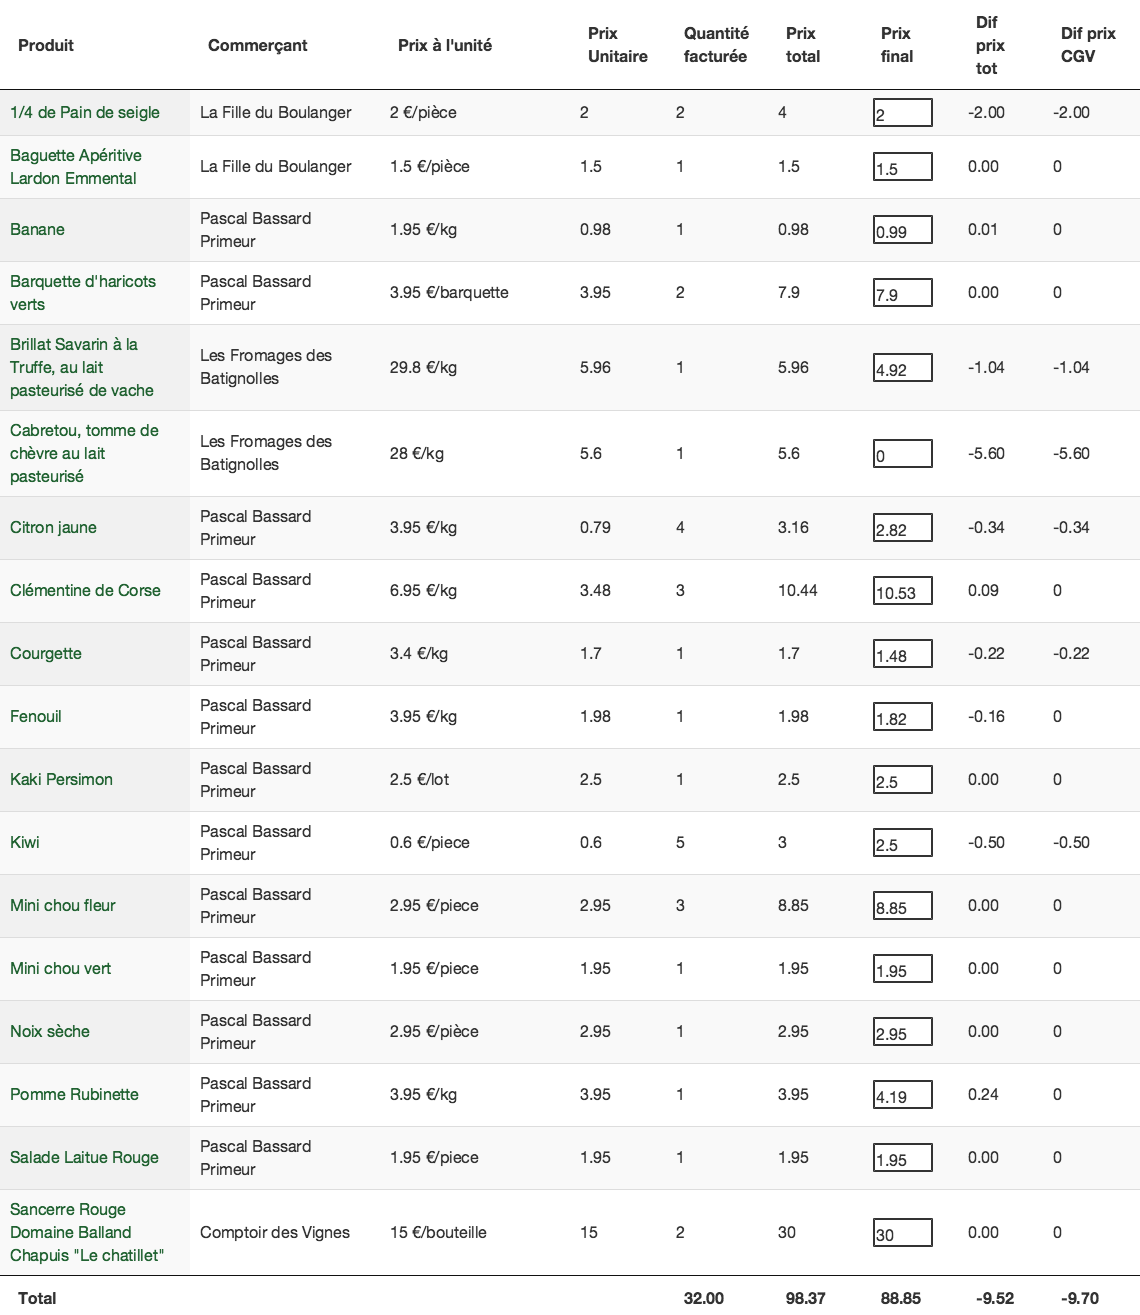 Produit Commerçant Prix à l'unité Prix Unitaire Quantité facturée Prix total Prix final Dif prix tot Dif prix CGV
1/4 de Pain de seigle La Fille du Boulanger 2 €/pièce 2 2 4 2 -2.00 -2.00
Baguette Apéritive Lardon Emmental La Fille du Boulanger 1.5 €/pièce 1.5 1 1.5 1.5 0.00 0
Banane Pascal Bassard Primeur 1.95 €/kg 0.98 1 0.98 0.99 0.01 0
Barquette d'haricots verts Pascal Bassard Primeur 3.95 €/barquette 3.95 2 7.9 7.9 0.00 0
Brillat Savarin à la Truffe, au lait pasteurisé de vache Les Fromages des Batignolles 29.8 €/kg 5.96 1 5.96 4.92 -1.04 -1.04
Cabretou, tomme de chèvre au lait pasteurisé Les Fromages des Batignolles 28 €/kg 5.6 1 5.6 0 -5.60 -5.60
Citron jaune Pascal Bassard Primeur 3.95 €/kg 0.79 4 3.16 2.82 -0.34 -0.34
Clémentine de Corse Pascal Bassard Primeur 6.95 €/kg 3.48 3 10.44 10.53 0.09 0
Courgette Pascal Bassard Primeur 3.4 €/kg 1.7 1 1.7 1.48 -0.22 -0.22
Fenouil Pascal Bassard Primeur 3.95 €/kg 1.98 1 1.98 1.82 -0.16 0
Kaki Persimon Pascal Bassard Primeur 2.5 €/lot 2.5 1 2.5 2.5 0.00 0
Kiwi Pascal Bassard Primeur 0.6 €/piece 0.6 5 3 2.5 -0.50 -0.50
Mini chou fleur Pascal Bassard Primeur 2.95 €/piece 2.95 3 8.85 8.85 0.00 0
Mini chou vert Pascal Bassard Primeur 1.95 €/piece 1.95 1 1.95 1.95 0.00 0
Noix sèche Pascal Bassard Primeur 2.95 €/pièce 2.95 1 2.95 2.95 0.00 0
Pomme Rubinette Pascal Bassard Primeur 3.95 €/kg 3.95 1 3.95 4.19 0.24 0
Salade Laitue Rouge Pascal Bassard Primeur 1.95 €/piece 1.95 1 1.95 1.95 0.00 0
Sancerre Rouge Domaine Balland Chapuis "Le chatillet" Comptoir des Vignes 15 €/bouteille 15 2 30 30 0.00 0
Total 32.00 98.37 88.85 -9.52 -9.70